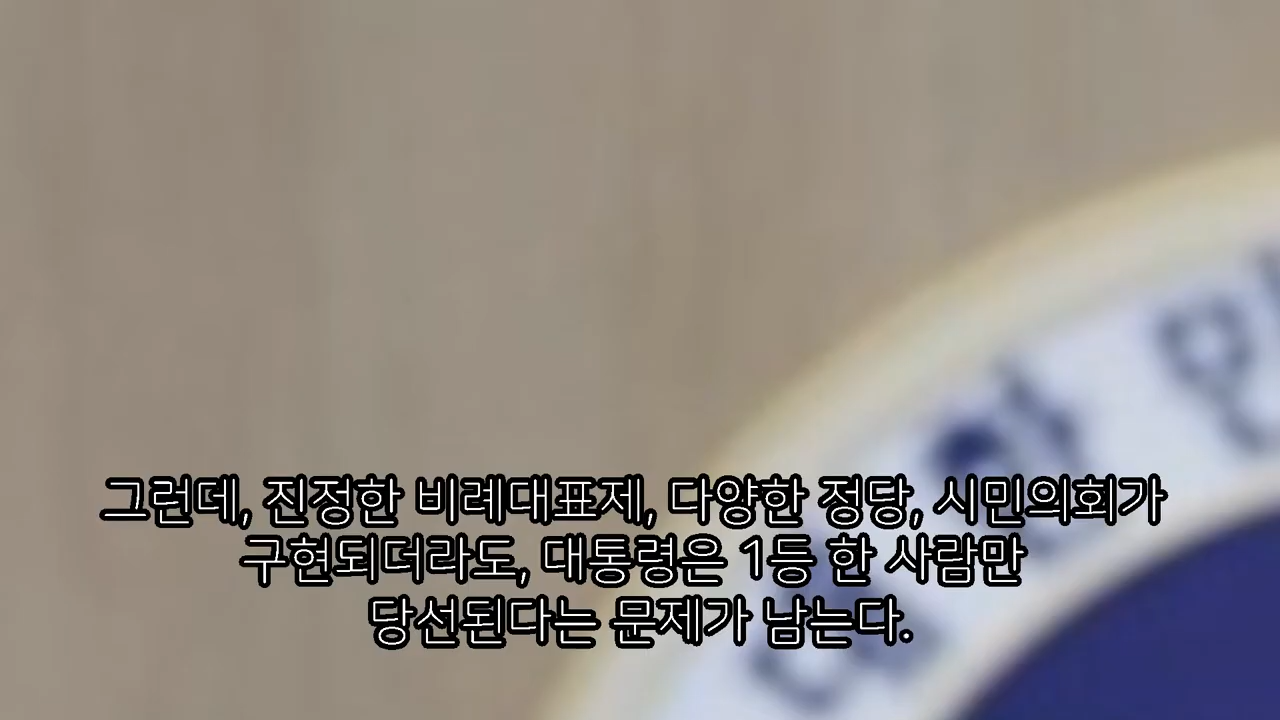 그런데, 진정한 비례대표제, 다양한 정당, 시민의회가
구현되더라도, 대통령은 1등 한 사람만
당선된다는 문제가 남는다.